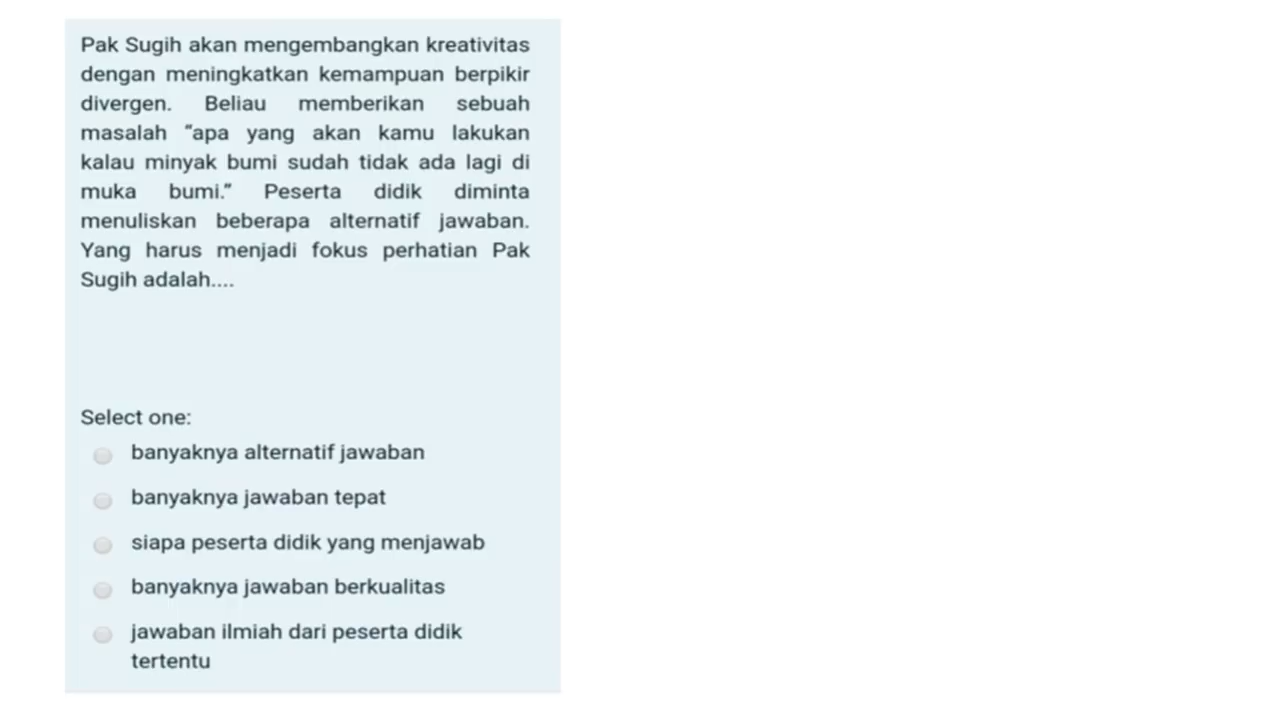 Pak Sugih akan mengembangkan kreativitas
dengan meningkatkan kemampuan berpikir
divergen. Beliau memberikan sebuah
masalah “apa yang akan kamu lakukan
kalau minyak bumi sudah tidak ada lagi di
muka bumi.” Peserta didik diminta
menuliskan beberapa alternatif jawaban.
Yang harus menjadi fokus perhatian Pak
Sugih adalah....
Select one:
banyaknya alternatif jawaban
banyaknya jawaban tepat
siapa peserta didik yang menjawab
banyaknya jawaban berkualitas
jawaban ilmiah dari peserta didik
tertentu